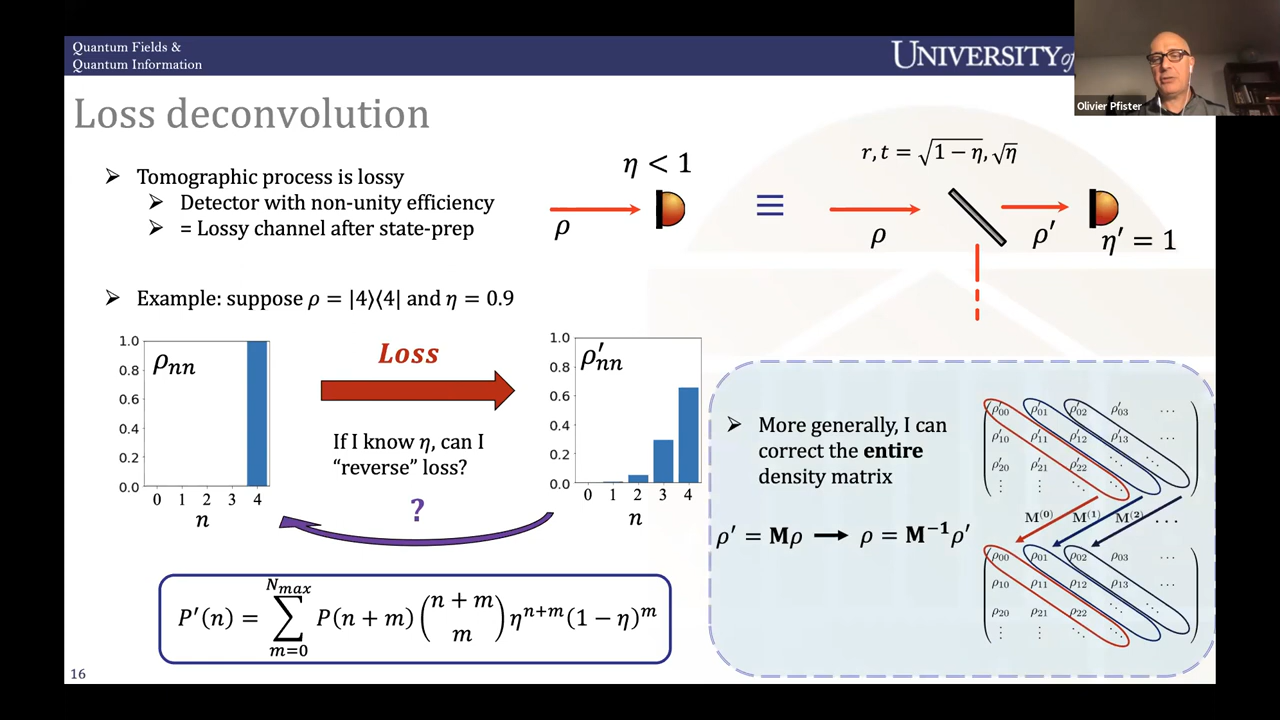 Quantum Fields &
Quantum Information
UNIVERSITY of
Olivier Pfister
Loss deconvolution
➤ Tomographic process is lossy
➤ Detector with non-unity efficiency
➤ = Lossy channel after state-prep
η < 1
ρ
≡
r, t = √(1 − η), √η
ρ
ρ′
η′ = 1
➤ Example: suppose ρ = |4⟩⟨4| and η = 0.9
1.0
0.8
0.6
0.4
0.2
0.0
ρnn
0 1 2 3 4
n
Loss
If I know η, can I
“reverse” loss?
?
1.0
0.8
0.6
0.4
0.2
0.0
ρ′nn
0 1 2 3 4
n
P′(n) = ∑_{m=0}^{Nmax} P(n + m) (n + m m) η^{n+m}(1 − η)^m
➤ More generally, I can
correct the entire
density matrix
ρ′ = Mρ → ρ = M⁻¹ρ′
ρ′00 ρ′01 ρ′02 ρ′03 ⋯
ρ′10 ρ′11 ρ′12 ρ′13 ⋯
ρ′20 ρ′21 ρ′22 ⋱ ⋱
⋮ ⋮ ⋱ ⋱
M(0) M(1) M(2) ⋯
ρ00 ρ01 ρ02 ρ03 ⋯
ρ10 ρ11 ρ12 ρ13 ⋯
ρ20 ρ21 ρ22 ⋱ ⋱
⋮ ⋮ ⋱ ⋱
16